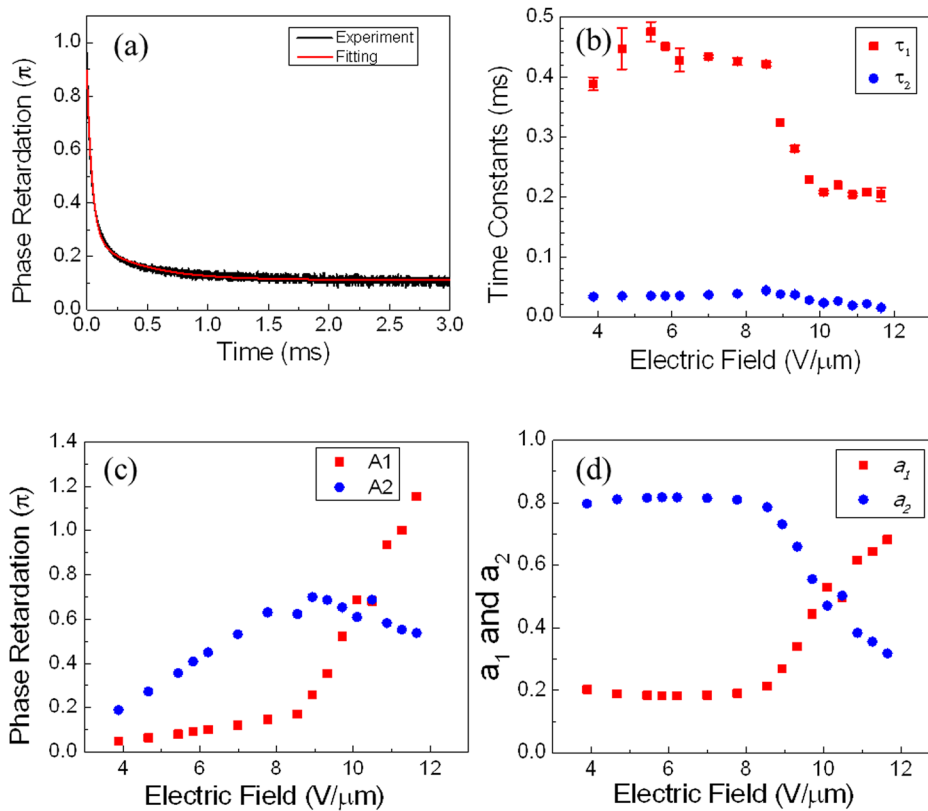 (a)
Experiment
Fitting
Phase Retardation (π)
1.0
0.8
0.6
0.4
0.2
0.0
0.0 0.5 1.0 1.5 2.0 2.5 3.0
Time (ms)
(b)
τ1
τ2
Time Constants (ms)
0.5
0.4
0.3
0.2
0.1
0.0
4 6 8 10 12
Electric Field (V/μm)
(c)
A1
A2
Phase Retardation (π)
1.4
1.2
1.0
0.8
0.6
0.4
0.2
0.0
4 6 8 10 12
Electric Field (V/μm)
(d)
a1
a2
a1 and a2
1.0
0.8
0.6
0.4
0.2
0.0
4 6 8 10 12
Electric Field (V/μm)